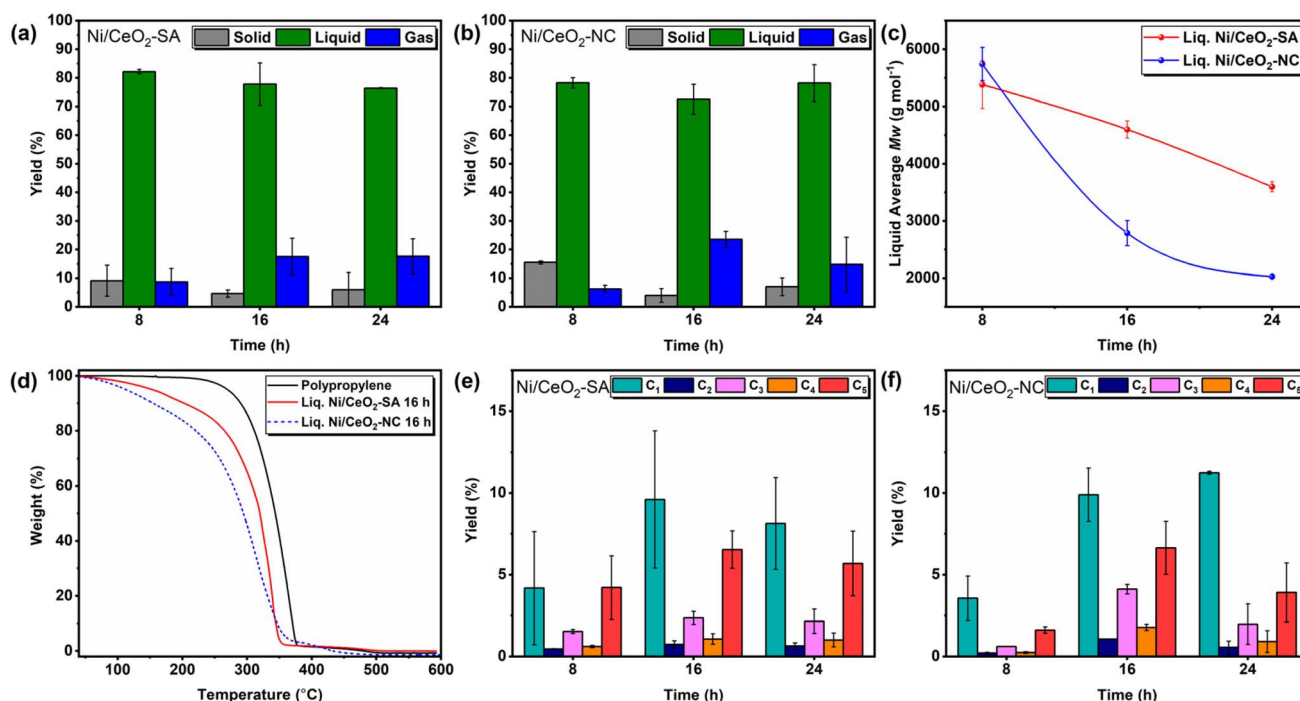 (a) Ni/CeO₂-SA Solid Liquid Gas
100
90
80
70
60
50
40
30
20
10
0
Yield (%)
8 16 24
Time (h)
(b) Ni/CeO₂-NC Solid Liquid Gas
100
90
80
70
60
50
40
30
20
10
0
Yield (%)
8 16 24
Time (h)
(c)
Liq. Ni/CeO₂-SA
Liq. Ni/CeO₂-NC
6000
5000
4000
3000
2000
Liquid Average Mw (g mol⁻¹)
8 16 24
Time (h)
(d)
Polypropylene
Liq. Ni/CeO₂-SA 16 h
Liq. Ni/CeO₂-NC 16 h
100
80
60
40
20
0
Weight (%)
100 200 300 400 500 600
Temperature (°C)
(e) Ni/CeO₂-SA C₁ C₂ C₃ C₄ C₅
15
10
5
0
Yield (%)
8 16 24
Time (h)
(f) Ni/CeO₂-NC C₁ C₂ C₃ C₄ C₅
15
10
5
0
Yield (%)
8 16 24
Time (h)